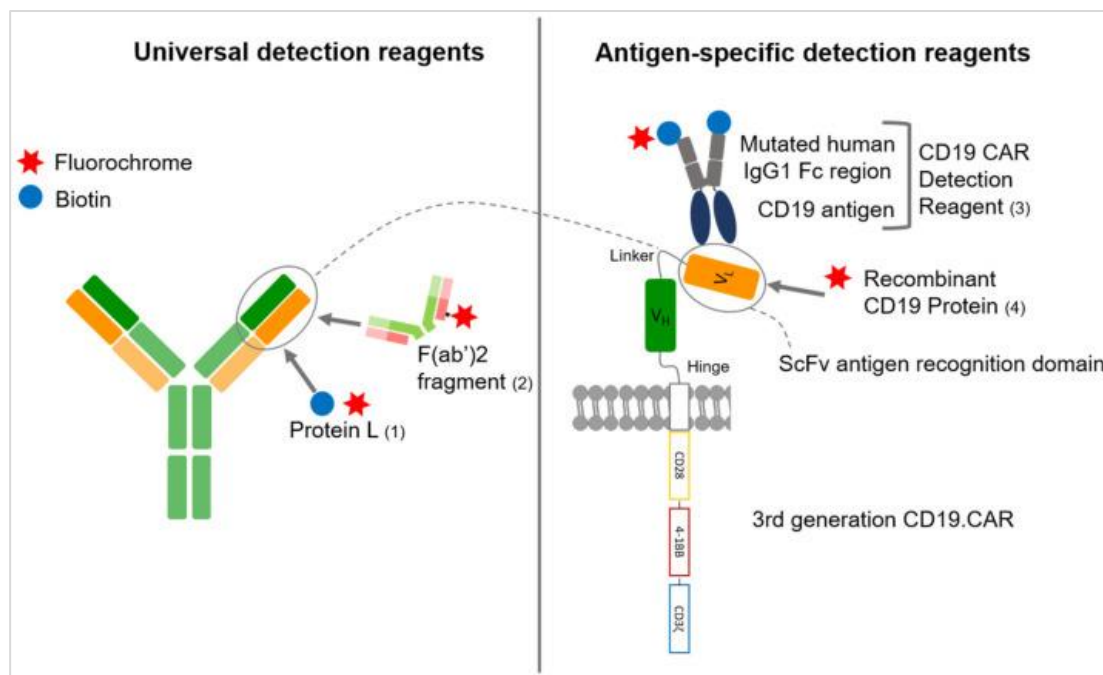 Universal detection reagents
Fluorochrome
Biotin
F(ab’)2
fragment (2)
Protein L (1)
Antigen-specific detection reagents
Mutated human
IgG1 Fc region
CD19 antigen
CD19 CAR
Detection
Reagent (3)
Linker
VL
VH
Recombinant
CD19 Protein (4)
ScFv antigen recognition domain
Hinge
CD28
4-1BB
CD3ζ
3rd generation CD19.CAR